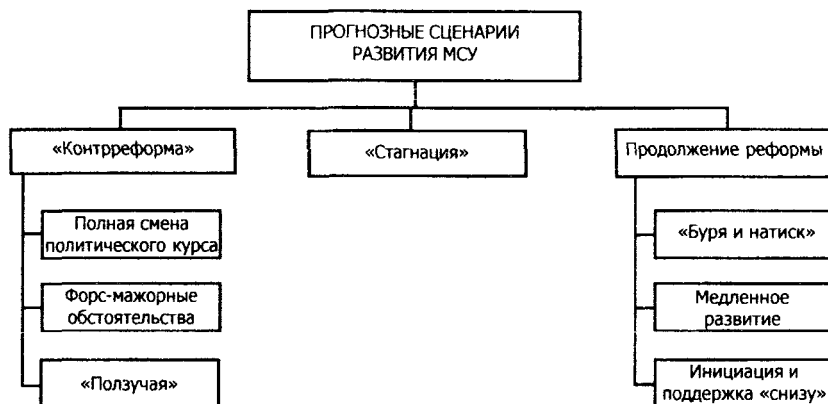 ПРОГНОЗНЫЕ СЦЕНАРИИ
РАЗВИТИЯ МСУ
«Контрреформа»
«Стагнация»
Продолжение реформы
Полная смена
политического курса
Форс-мажорные
обстоятельства
«Ползучая»
«Буря и натиск»
Медленное
развитие
Инициация и
поддержка «снизу»